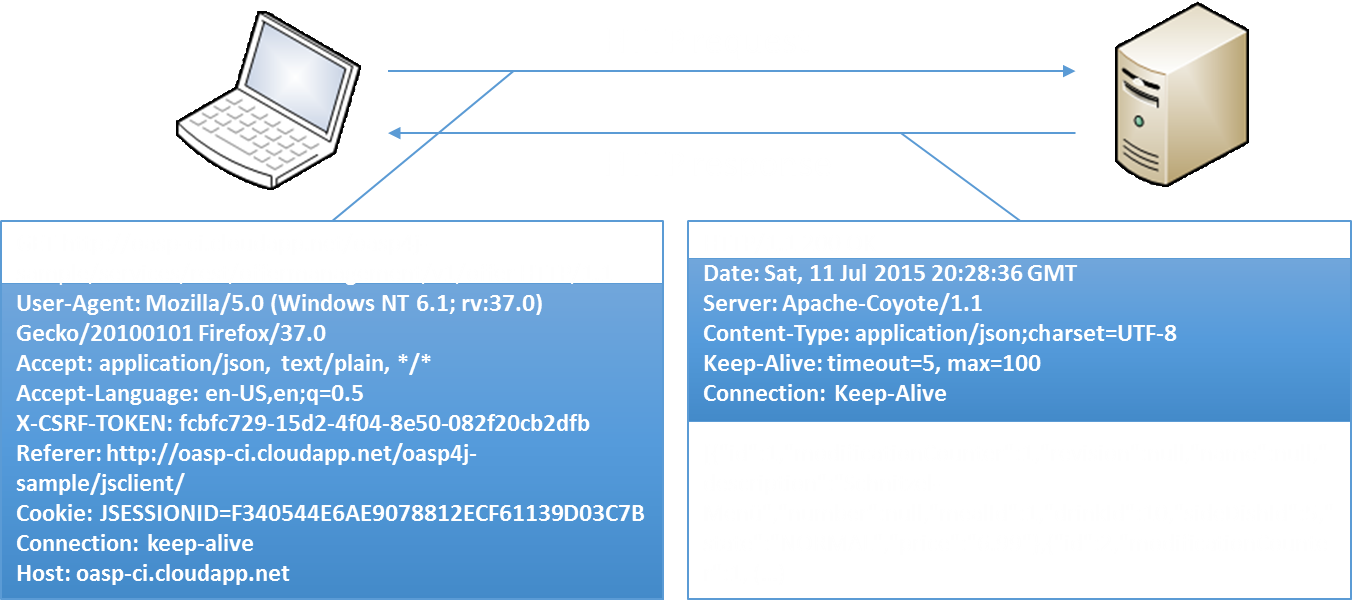 User-Agent: Mozilla/5.0 (Windows NT 6.1; rv:37.0)
Gecko/20100101 Firefox/37.0
Accept: application/json, text/plain, */*
Accept-Language: en-US,en;q=0.5
X-CSRF-TOKEN: fcbfc729-15d2-4f04-8e50-082f20cb2dfb
Referer: http://oasp-ci.cloudapp.net/oasp4j-
sample/jsclient/
Cookie: JSESSIONID=F340544E6AE9078812ECF61139D03C7B
Connection: keep-alive
Host: oasp-ci.cloudapp.net
Date: Sat, 11 Jul 2015 20:28:36 GMT
Server: Apache-Coyote/1.1
Content-Type: application/json;charset=UTF-8
Keep-Alive: timeout=5, max=100
Connection: Keep-Alive